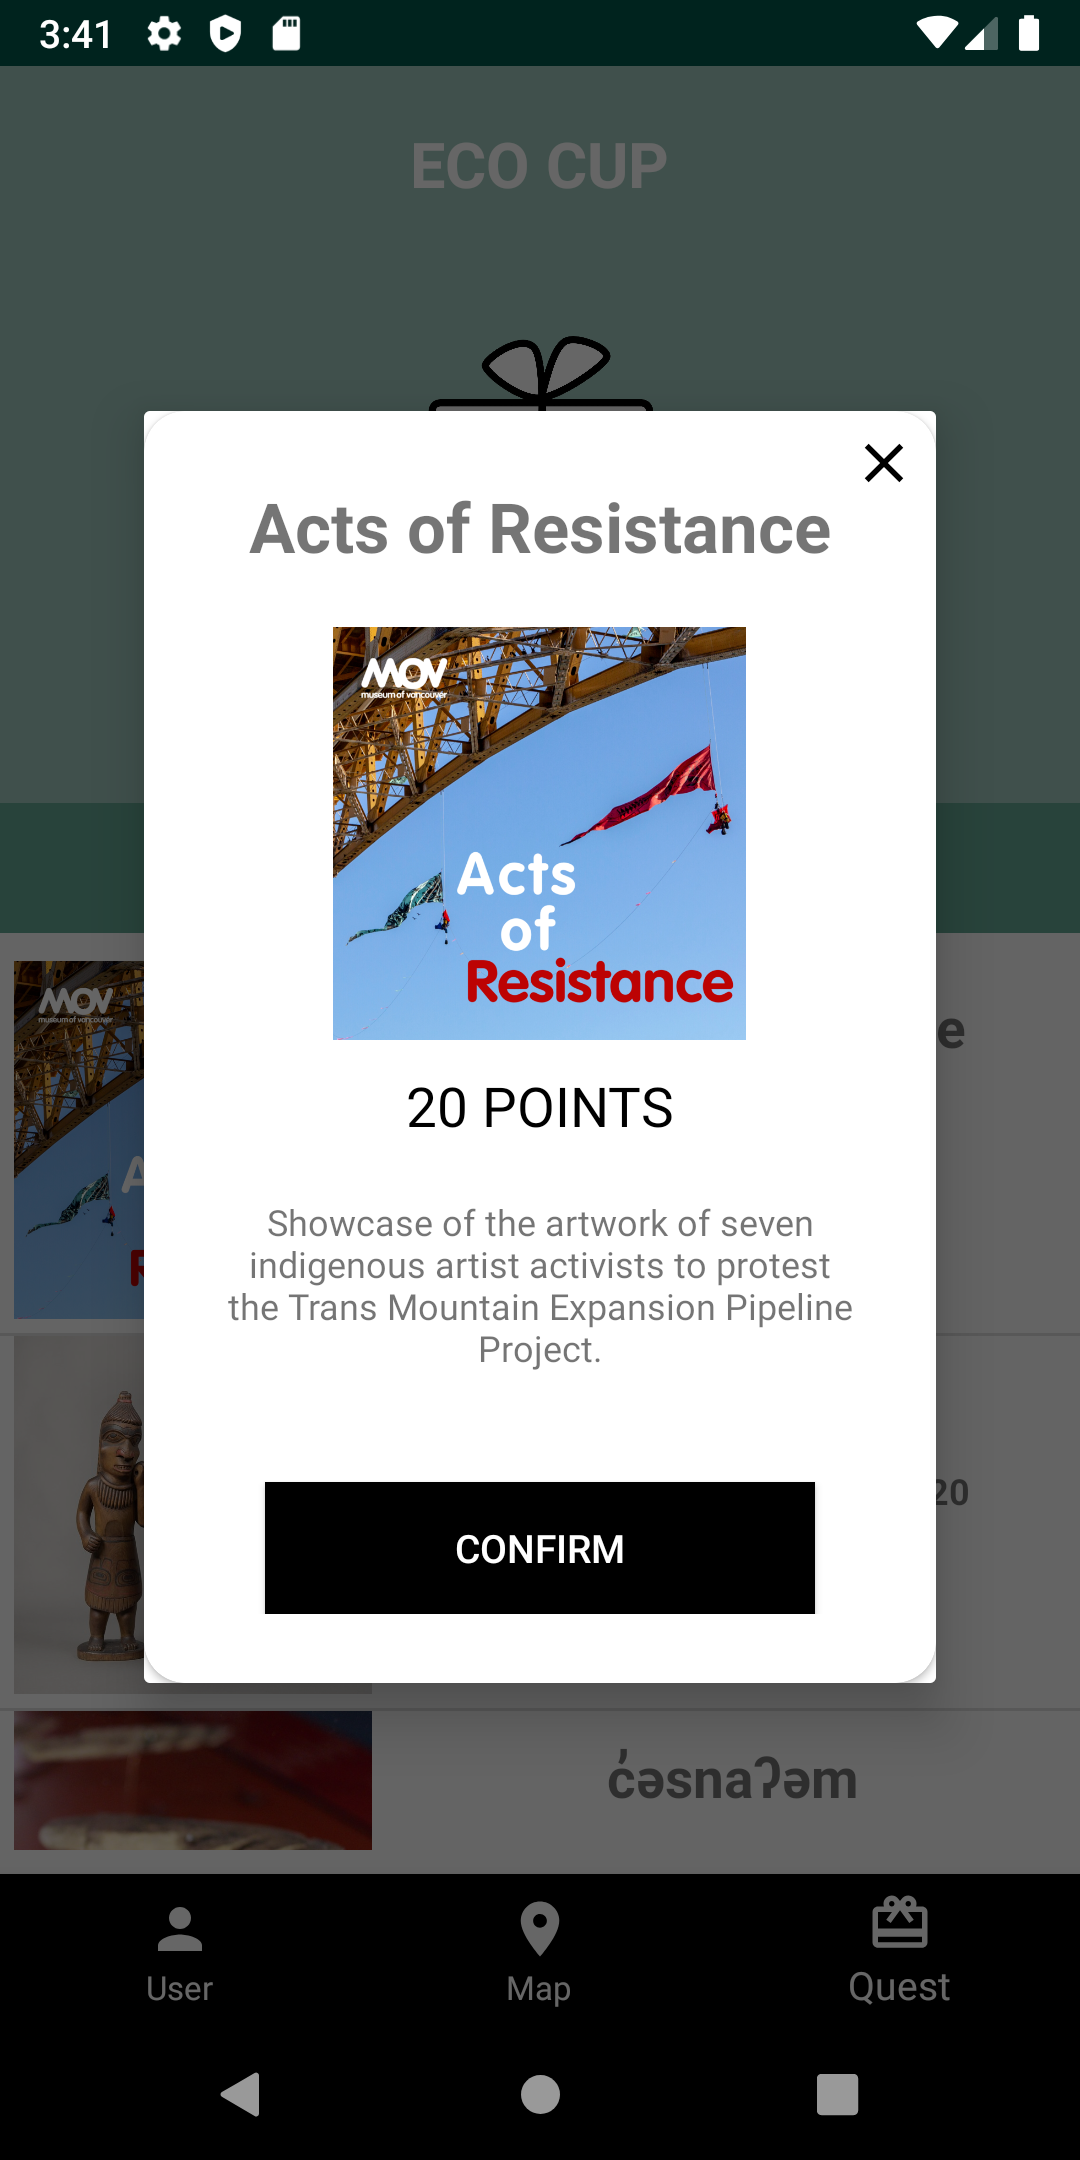 3:41
ECO CUP
Acts of Resistance
MOV
museum of vancouver
Acts
of
Resistance
20 POINTS
Showcase of the artwork of seven
indigenous artist activists to protest
the Trans Mountain Expansion Pipeline
Project.
CONFIRM
MOV
museum of vancouver
A
R
e
20
c̓əsnaʔəm
User
Map
Quest